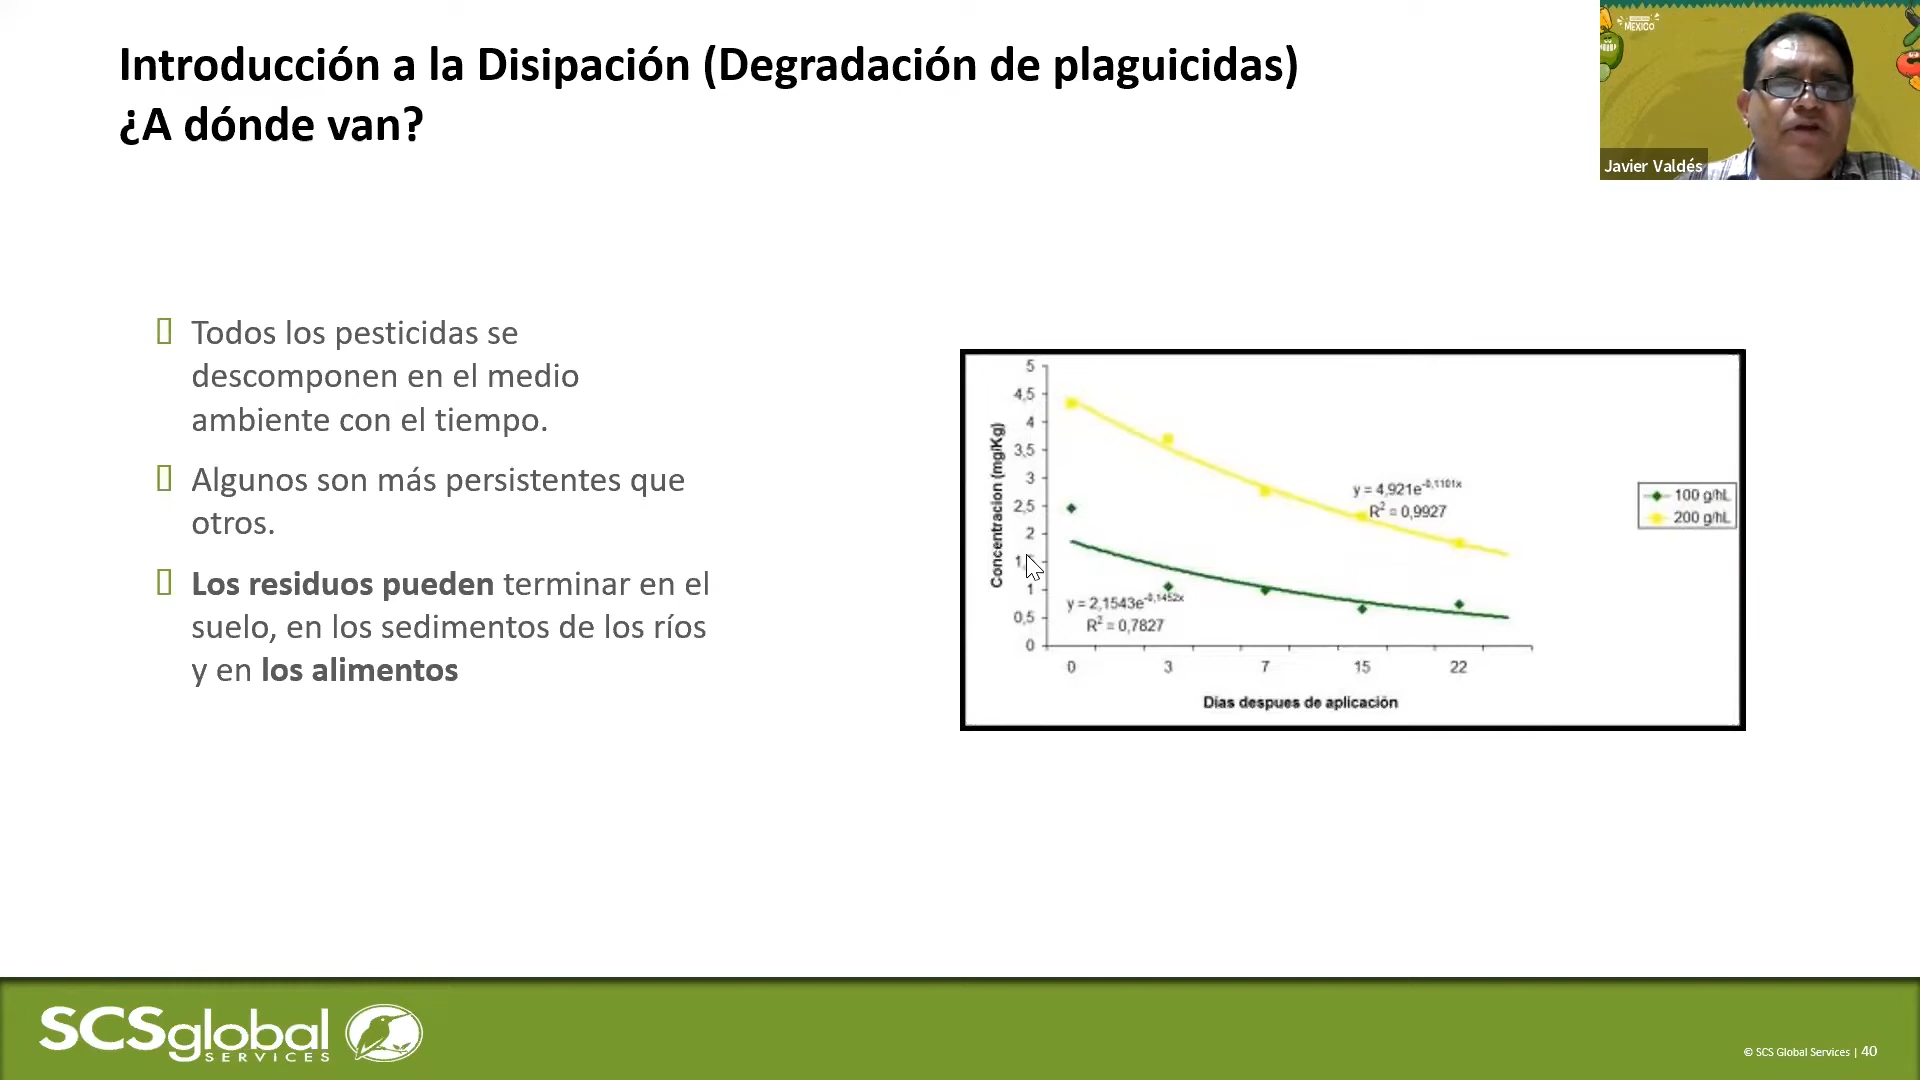 Introducción a la Disipación (Degradación de plaguicidas)
¿A dónde van?
MÉXICO
Javier Valdés
Todos los pesticidas se
descomponen en el medio
ambiente con el tiempo.
Algunos son más persistentes que
otros.
Los residuos pueden terminar en el
suelo, en los sedimentos de los ríos
y en los alimentos
Concentracion (mg/Kg)
5
4,5
4
3,5
3
2,5
2
1
0,5
0
y = 4,921e^-0,1101x
R² = 0,9927
y = 2,1543e^-0,1452x
R² = 0,7827
100 g/hL
200 g/hL
0 3 7 15 22
Días despues de aplicación
SCSglobal
SERVICES
© SCS Global Services | 40